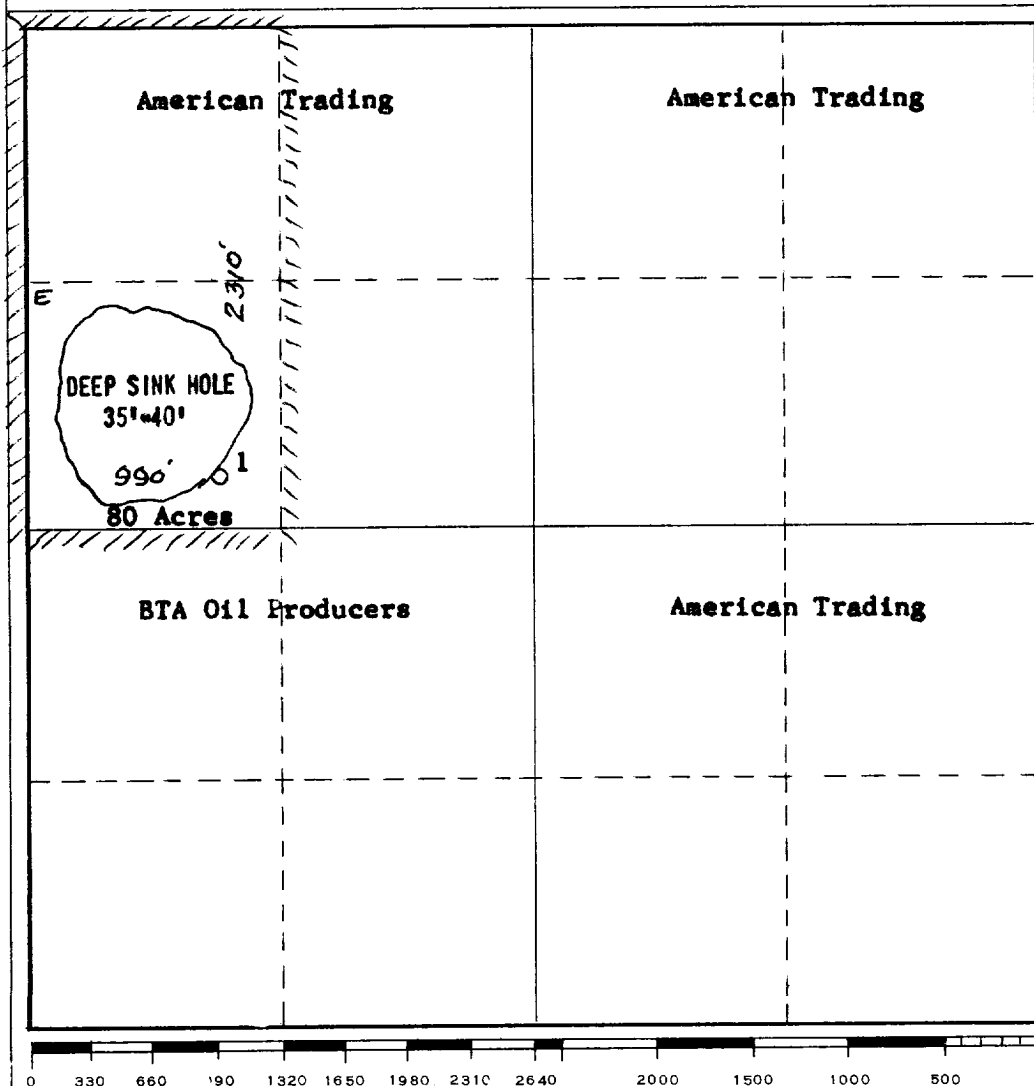 American Trading
American Trading
2310'
E
DEEP SINK HOLE
35'-40'
990'
1
80 Acres
BTA Oil Producers
American Trading
0 330 660 990 1320 1650 1980 2310 2640 2000 1500 1000 500